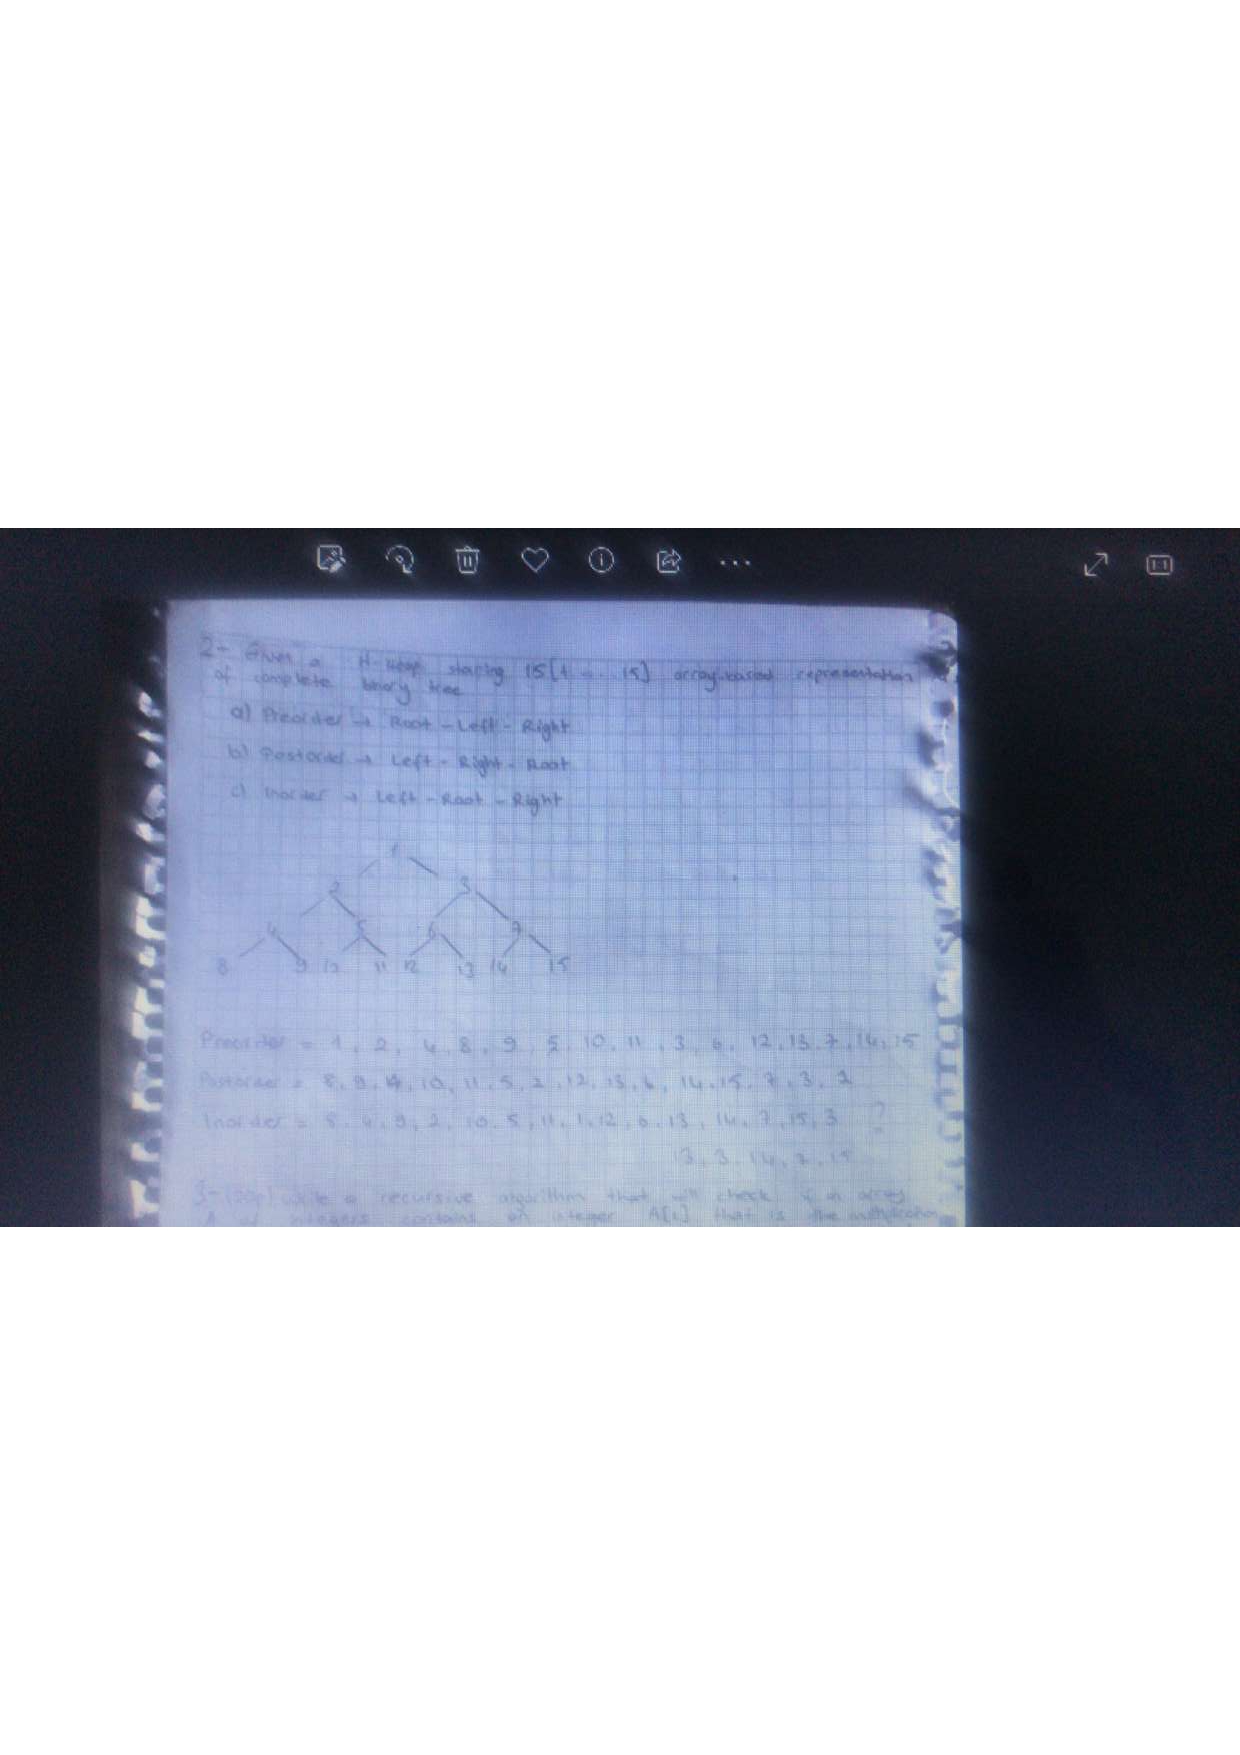 2- Given a H-heap storing 15[1 ... 15] array-based representation
of complete binary tree
a) Preorder → Root - Left - Right
b) Postorder → Left - Right - Root
c) Inorder → Left - Root - Right
1
2 3
4 5 6 7
8 9 10 11 12 13 14 15
Preorder = 1, 2, 4, 8, 9, 5, 10, 11, 3, 6, 12, 13, 7, 14, 15
Postorder = 8, 9, 4, 10, 11, 5, 2, 12, 13, 6, 14, 15, 7, 3, 2
Inorder = 8, 4, 9, 2, 10, 5, 11, 1, 12, 6, 13, 14, 7, 15, 3 ?
13, 3, 14, 7, 15
3- write a recursive algorithm that will check if an array
A of integers contains an integer A[i] that is the